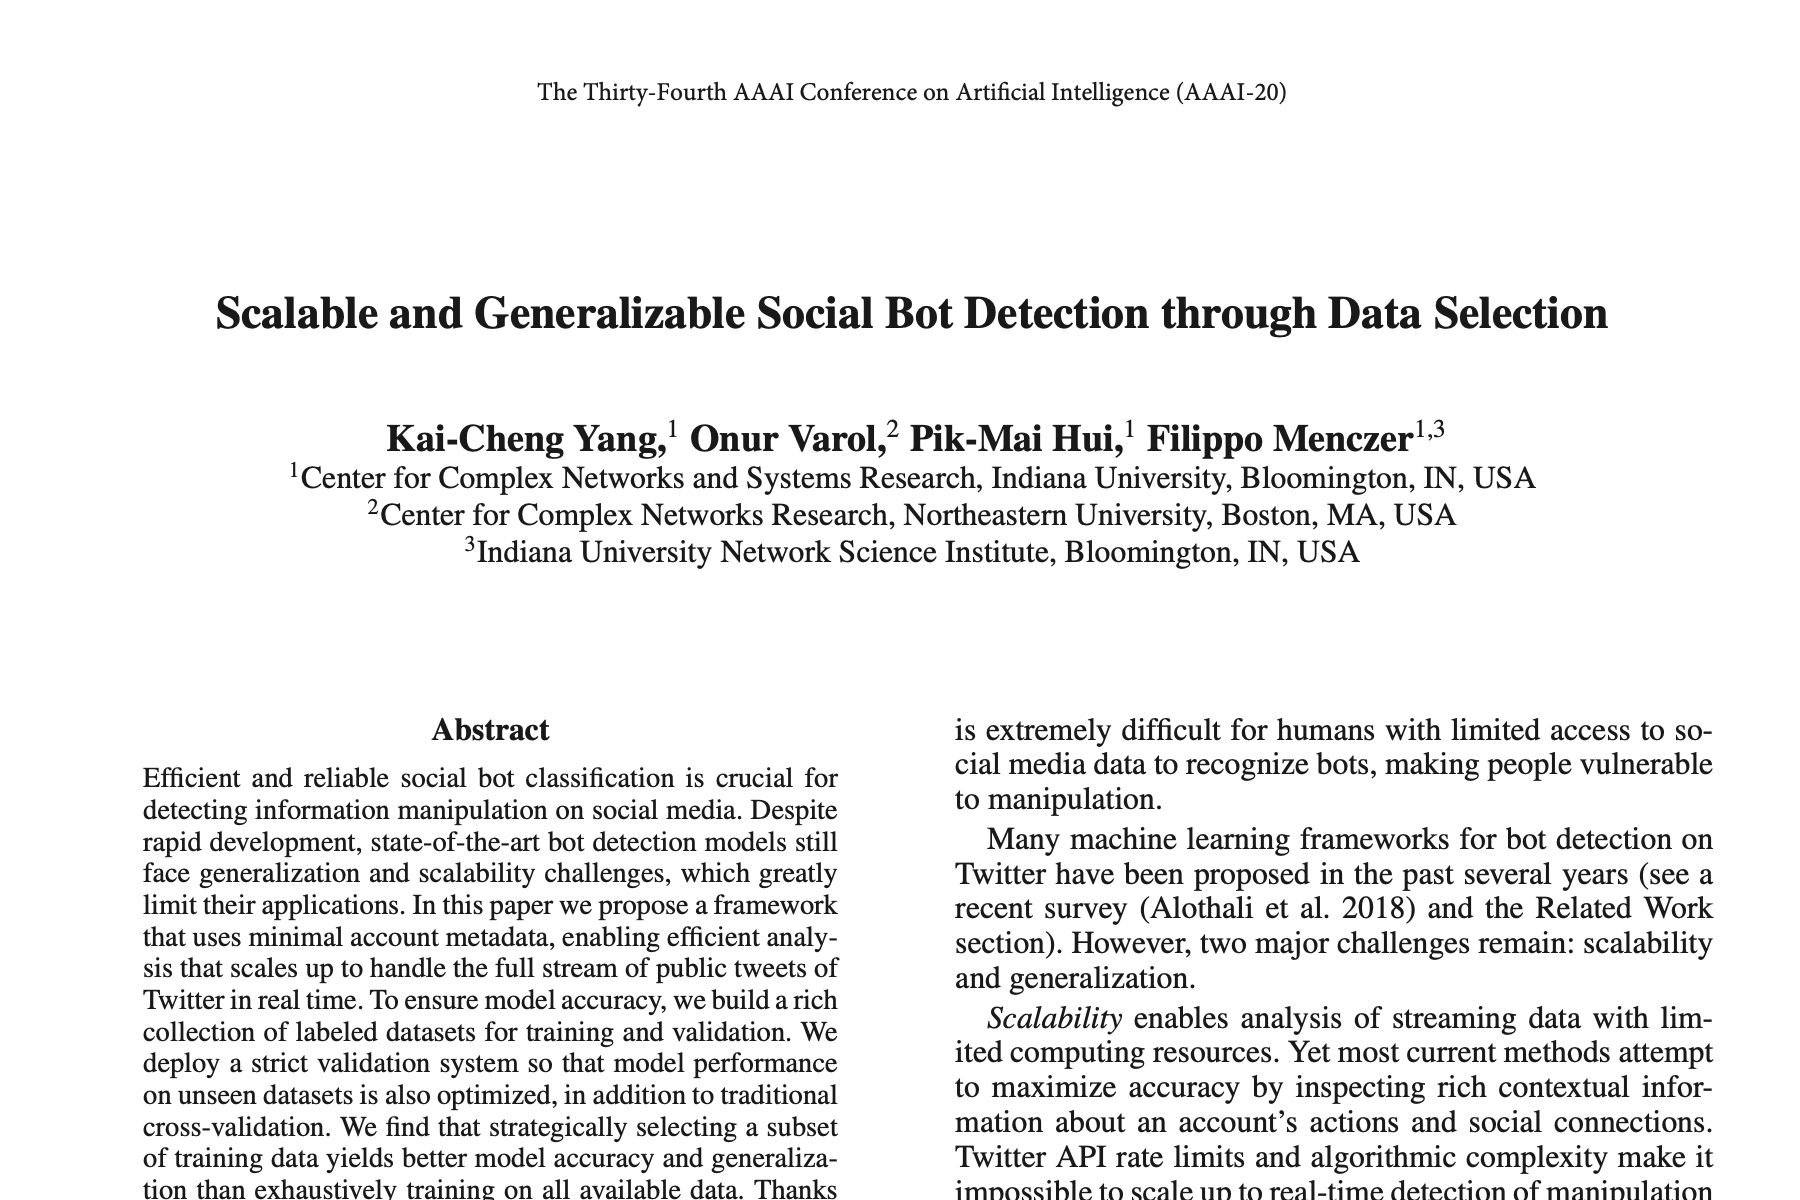 The Thirty-Fourth AAAI Conference on Artificial Intelligence (AAAI-20)
Scalable and Generalizable Social Bot Detection through Data Selection
Kai-Cheng Yang,1 Onur Varol,2 Pik-Mai Hui,1 Filippo Menczer1,3
1Center for Complex Networks and Systems Research, Indiana University, Bloomington, IN, USA
2Center for Complex Networks Research, Northeastern University, Boston, MA, USA
3Indiana University Network Science Institute, Bloomington, IN, USA
Abstract
Efficient and reliable social bot classification is crucial for
detecting information manipulation on social media. Despite
rapid development, state-of-the-art bot detection models still
face generalization and scalability challenges, which greatly
limit their applications. In this paper we propose a framework
that uses minimal account metadata, enabling efficient analy-
sis that scales up to handle the full stream of public tweets of
Twitter in real time. To ensure model accuracy, we build a rich
collection of labeled datasets for training and validation. We
deploy a strict validation system so that model performance
on unseen datasets is also optimized, in addition to traditional
cross-validation. We find that strategically selecting a subset
of training data yields better model accuracy and generaliza-
tion than exhaustively training on all available data. Thanks
is extremely difficult for humans with limited access to so-
cial media data to recognize bots, making people vulnerable
to manipulation.
Many machine learning frameworks for bot detection on
Twitter have been proposed in the past several years (see a
recent survey (Alothali et al. 2018) and the Related Work
section). However, two major challenges remain: scalability
and generalization.
Scalability enables analysis of streaming data with lim-
ited computing resources. Yet most current methods attempt
to maximize accuracy by inspecting rich contextual infor-
mation about an account's actions and social connections.
Twitter API rate limits and algorithmic complexity make it
impossible to scale up to real-time detection of manipulation